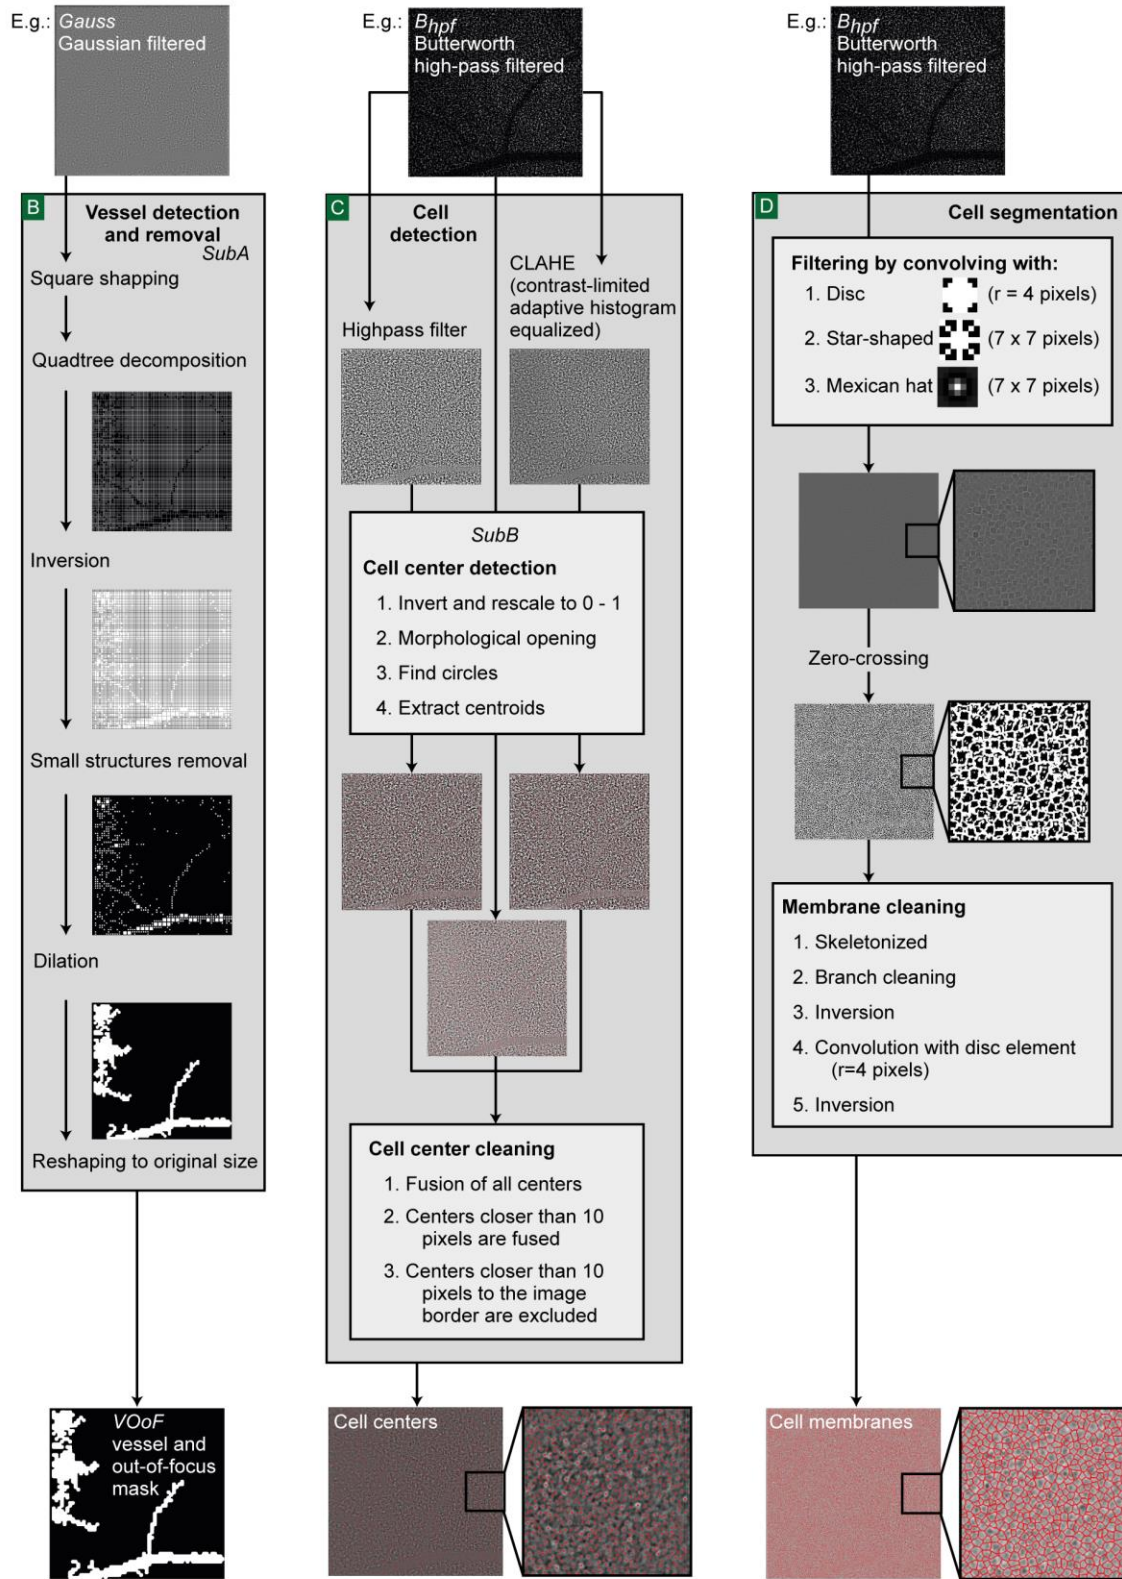 E.g.: Gauss
Gaussian filtered
B
Vessel detection
and removal
SubA
Square shapping
Quadtree decomposition
Inversion
Small structures removal
Dilation
Reshaping to original size
VOoF
vessel and
out-of-focus
mask
E.g.: Bhpf
Butterworth
high-pass filtered
C
Cell
detection
Highpass filter
CLAHE
(contrast-limited
adaptive histogram
equalized)
SubB
Cell center detection
1. Invert and rescale to 0 - 1
2. Morphological opening
3. Find circles
4. Extract centroids
Cell center cleaning
1. Fusion of all centers
2. Centers closer than 10
pixels are fused
3. Centers closer than 10
pixels to the image
border are excluded
Cell centers
E.g.: Bhpf
Butterworth
high-pass filtered
D
Cell segmentation
Filtering by convolving with:
1. Disc (r = 4 pixels)
2. Star-shaped (7 x 7 pixels)
3. Mexican hat (7 x 7 pixels)
Zero-crossing
Membrane cleaning
1. Skeletonized
2. Branch cleaning
3. Inversion
4. Convolution with disc element
(r=4 pixels)
5. Inversion
Cell membranes